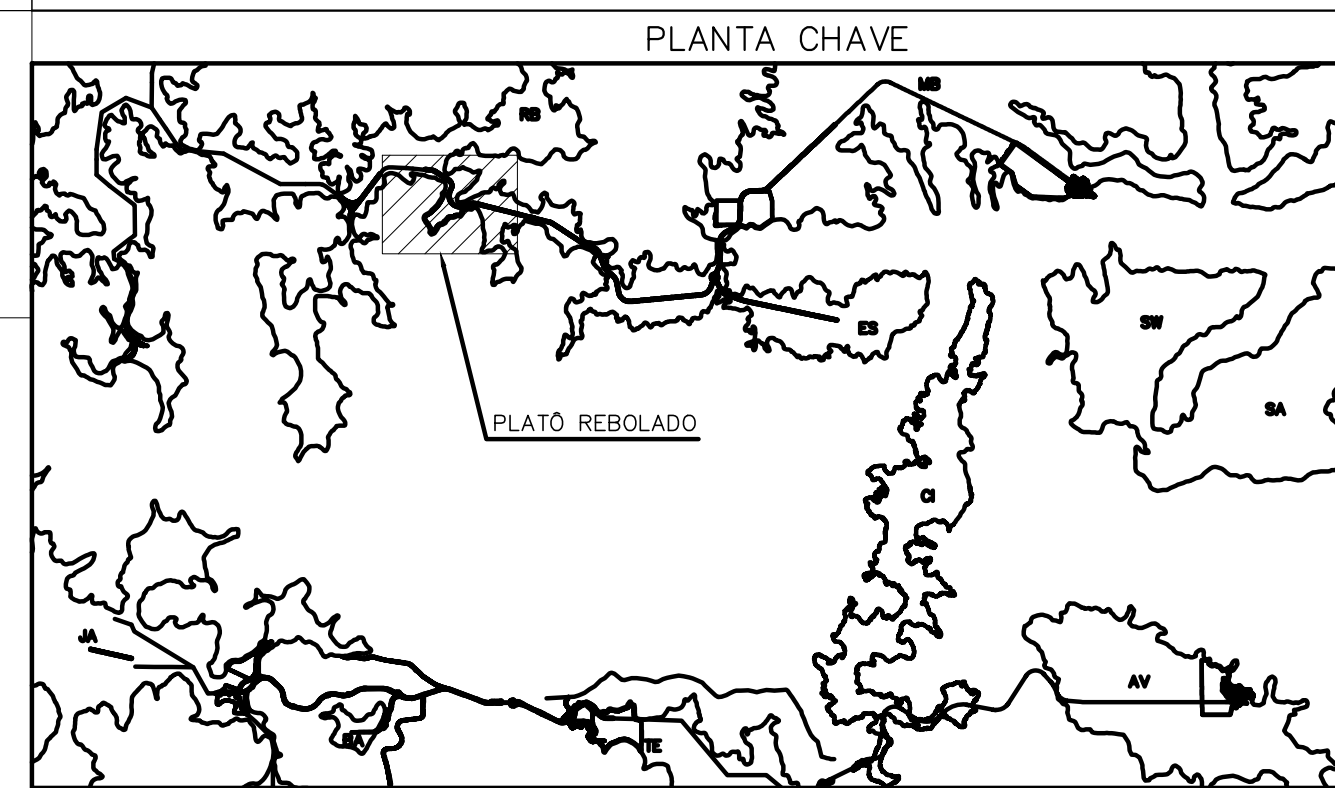 PLANTA CHAVE
MB
RB
ES
SW
SA
PLATÔ REBOLADO
CI
JA
AV
TE